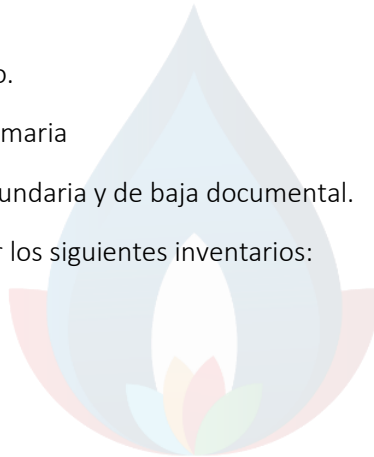 o.
maria
undaria y de baja documental.
r los siguientes inventarios: